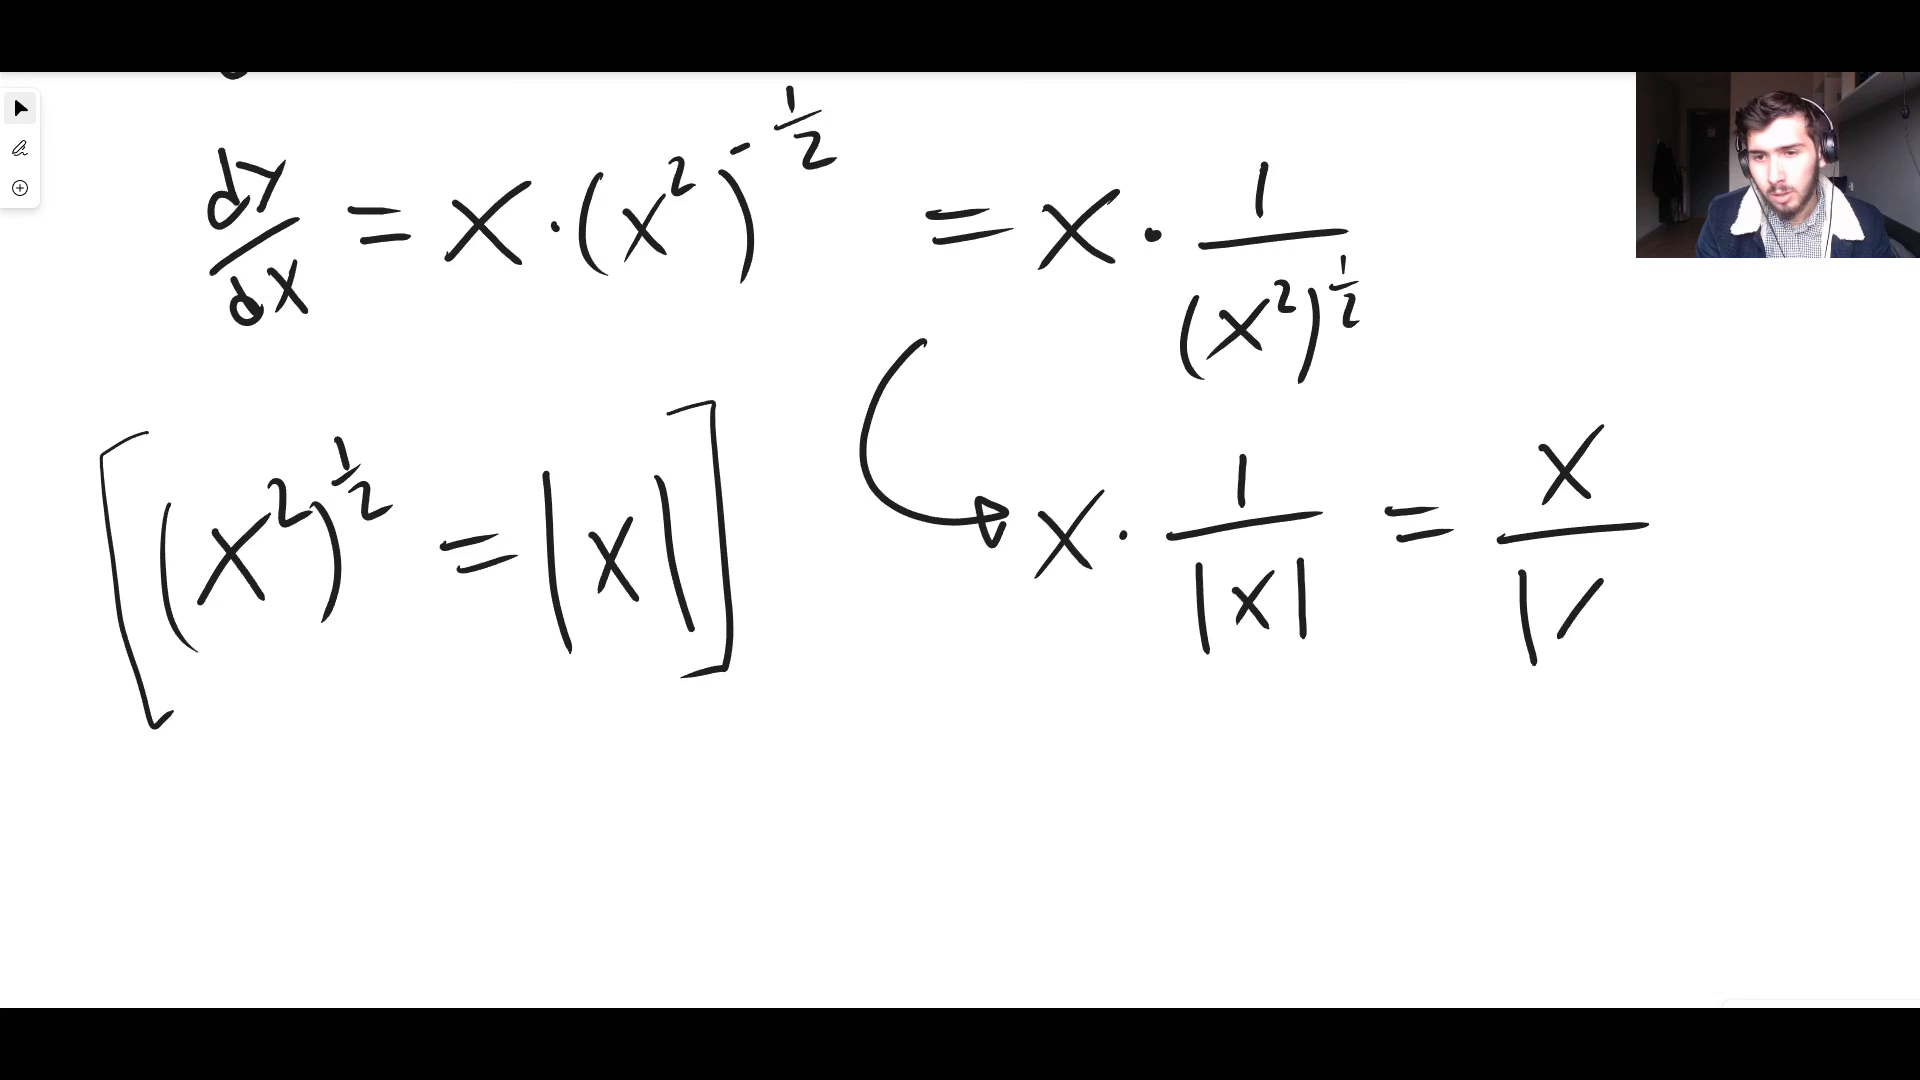 dy/dx = x · (x²)^-1/2 = x · 1/(x²)^1/2
[(x²)^1/2 = |x|] x · 1/|x| = x/|/